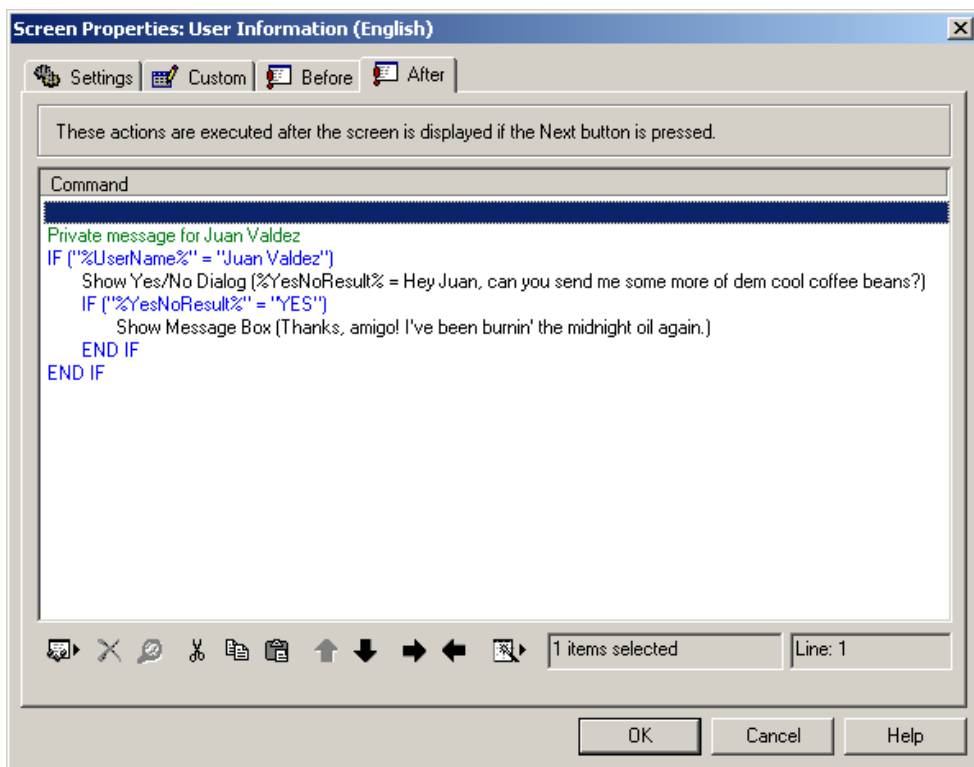 Screen Properties: User Information (English)
Settings
Custom
Before
After
These actions are executed after the screen is displayed if the Next button is pressed.
Command
Private message for Juan Valdez
IF ("%UserName%" = "Juan Valdez")
Show Yes/No Dialog (%YesNoResult% = Hey Juan, can you send me some more of dem cool coffee beans?)
IF ("%YesNoResult%" = "YES")
Show Message Box (Thanks, amigo! I've been burnin' the midnight oil again.)
END IF
END IF
1 items selected
Line: 1
OK
Cancel
Help